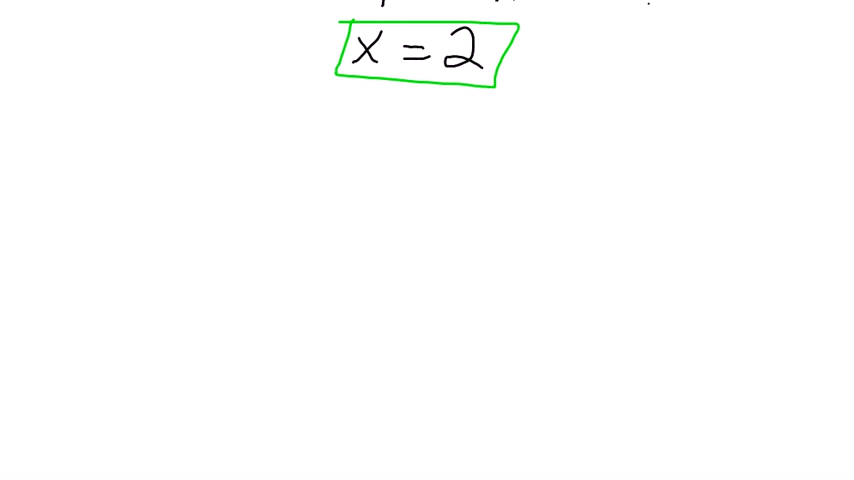 x = 2